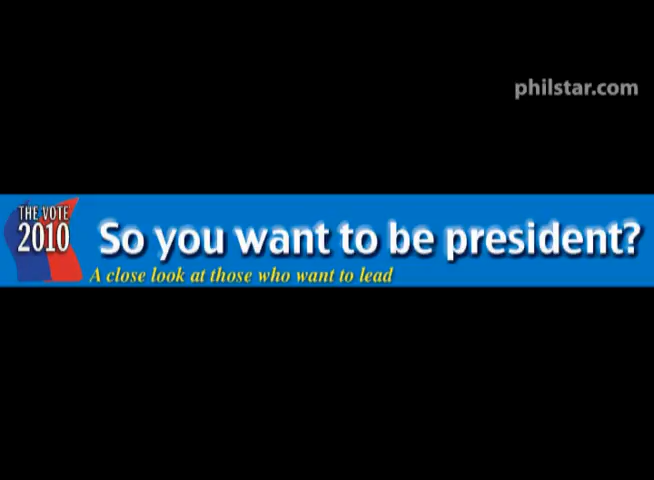 philstar.com
THE VOTE
2010
So you want to be president?
A close look at those who want to lead